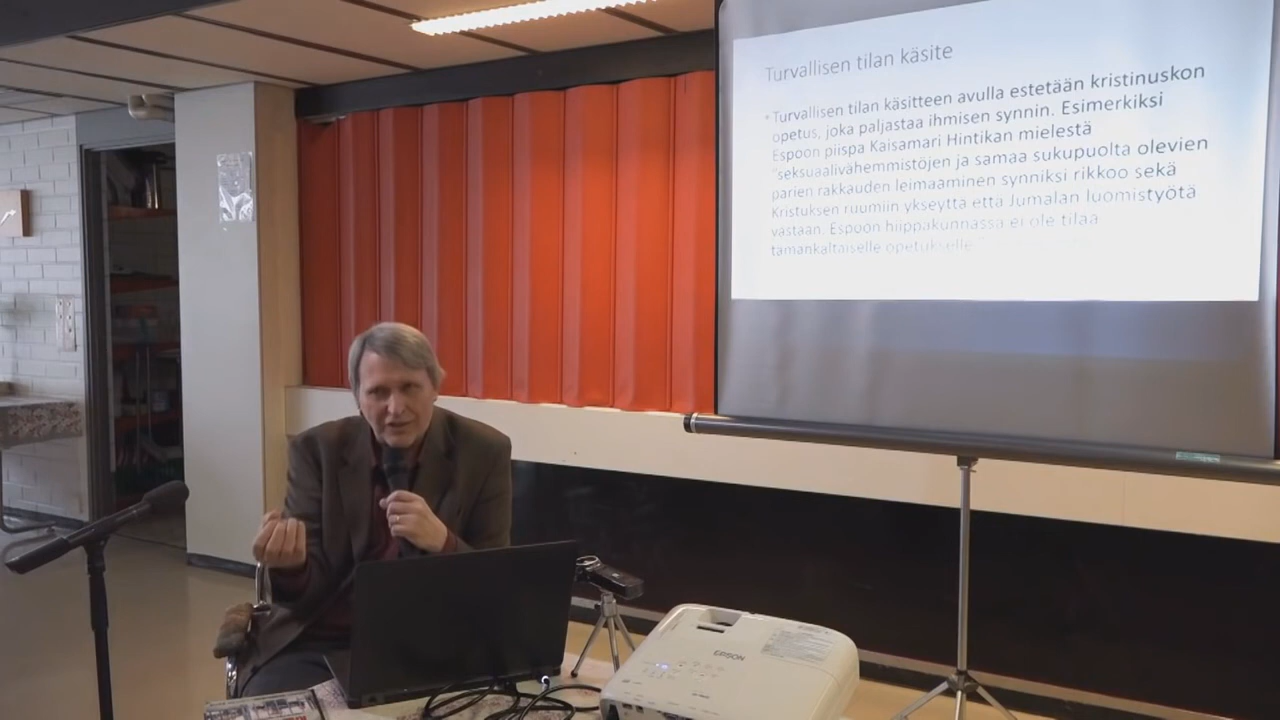 Turvallisen tilan käsite
• Turvallisen tilan käsitteen avulla estetään kristinuskon
opetus, joka paljastaa ihmisen synnin. Esimerkiksi
Espoon piispa Kaisamari Hintikan mielestä
"seksuaalivähemmistöjen ja samaa sukupuolta olevien
parien rakkauden leimaaminen synniksi rikkoo sekä
Kristuksen ruumiin ykseyttä että Jumalan luomistyötä
vastaan. Espoon hiippakunnassa ei ole tilaa
tämänkaltaiselle opetukselle."
EPSON